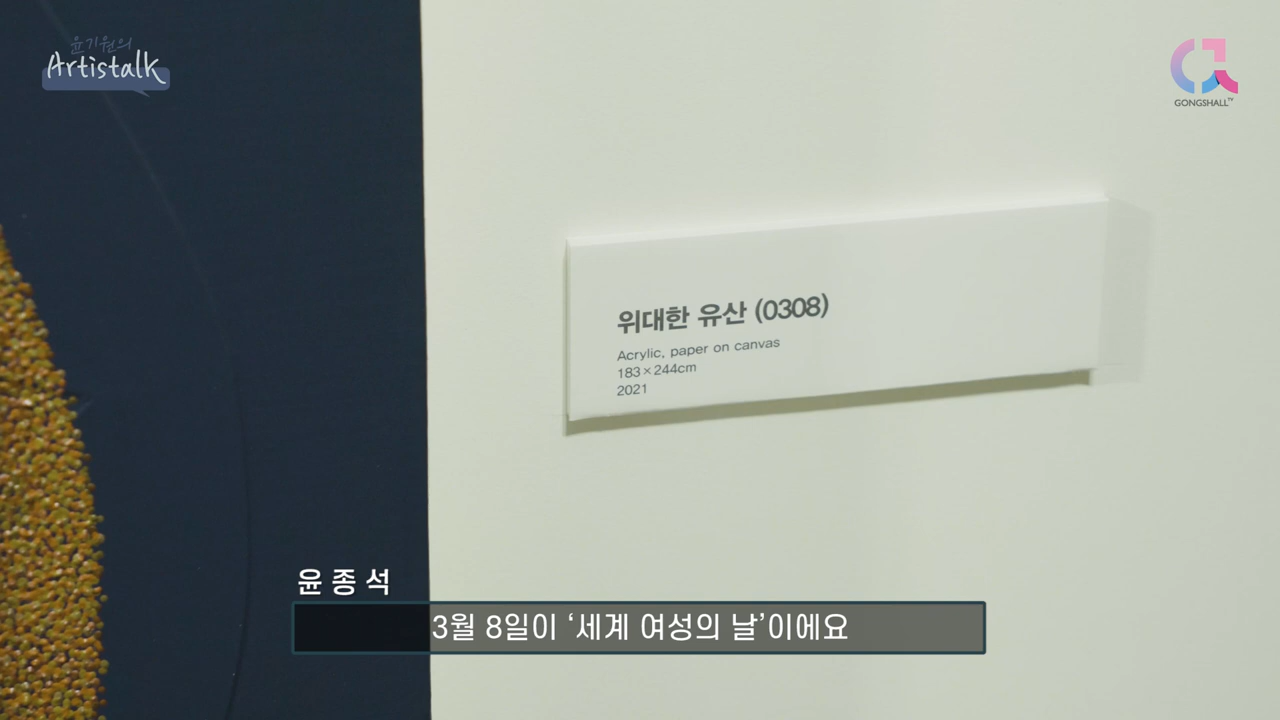 윤기원의
Artistalk
GONGSHALL TV
위대한 유산 (0308)
Acrylic, paper on canvas
183×244cm
2021
윤종석
3월 8일이 ‘세계 여성의 날’이에요